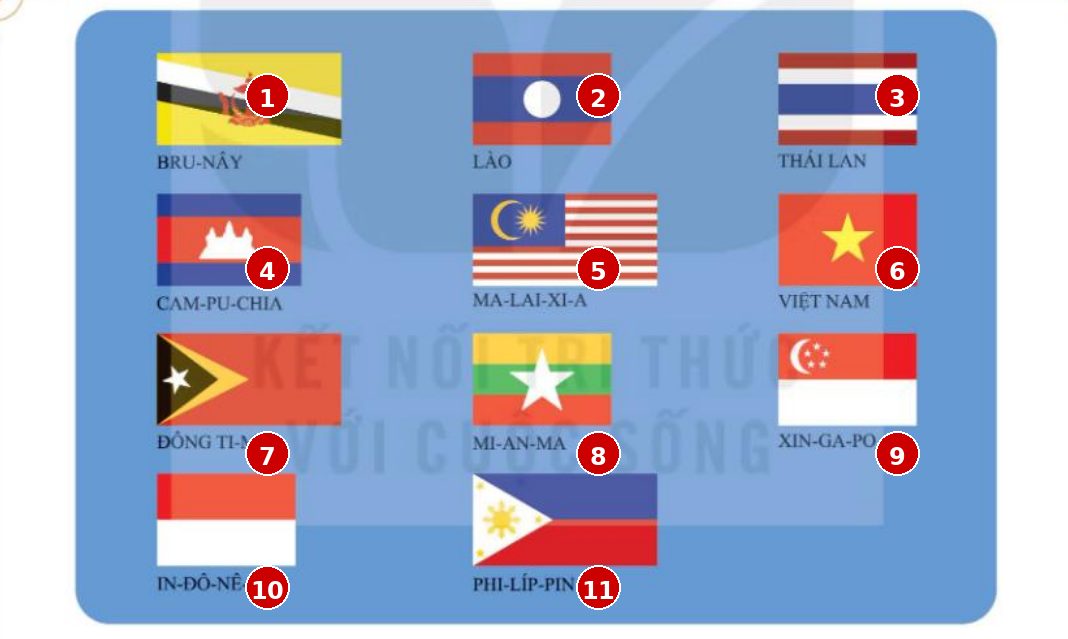 1
2
3
BRU-NÂY
LÀO
THÁI LAN
4
5
6
CAM-PU-CHIA
MA-LAI-XI-A
VIỆT NAM
KẾT NỐI TRI THỨC
VỚI CUỘC SỐNG
ĐÔNG TI-
MI-AN-MA
XIN-GA-PO
7
8
9
IN-ĐÔ-NÊ
PHI-LÍP-PIN
10
11